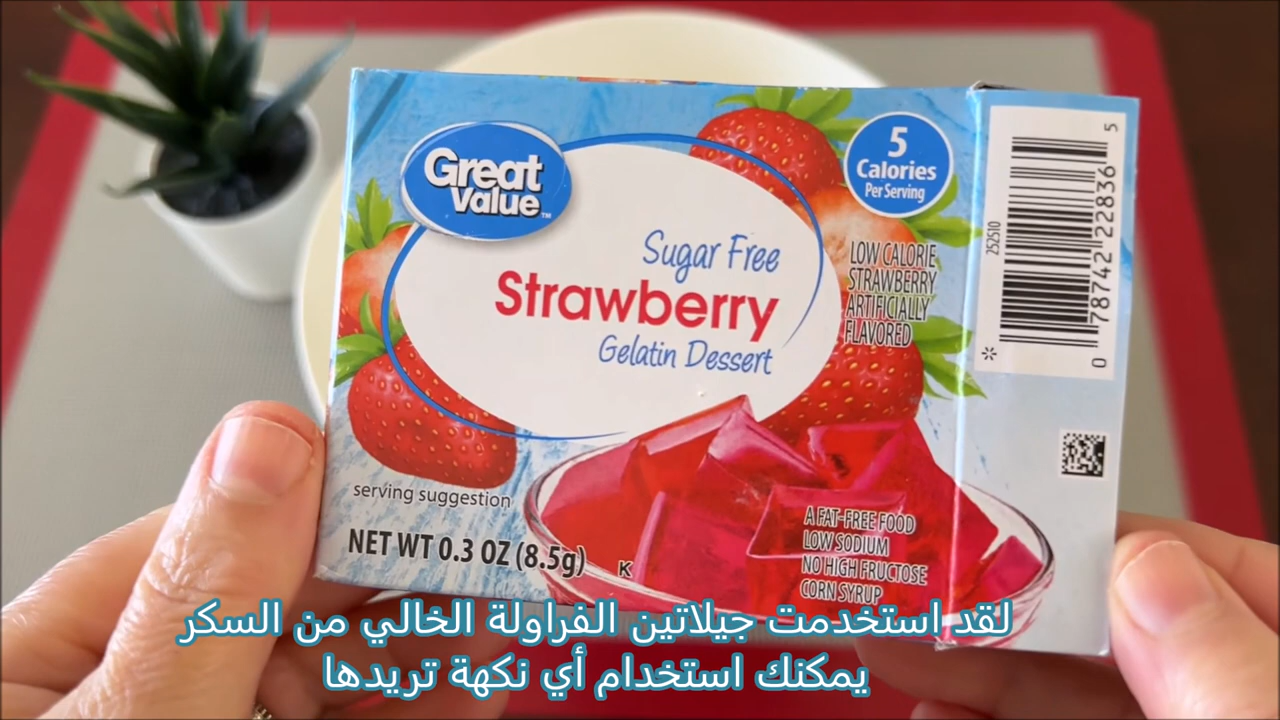 Great
Value™
Sugar Free
Strawberry
Gelatin Dessert
5
Calories
Per Serving
LOW CALORIE
STRAWBERRY
ARTIFICIALLY
FLAVORED
252510
0 78742 22836 5
serving suggestion
NET WT 0.3 OZ (8.5g)
K
A FAT-FREE FOOD
LOW SODIUM
NO HIGH FRUCTOSE
CORN SYRUP
لقد استخدمت جيلاتين الفراولة الخالي من السكر
يمكنك استخدام أي نكهة تريدها